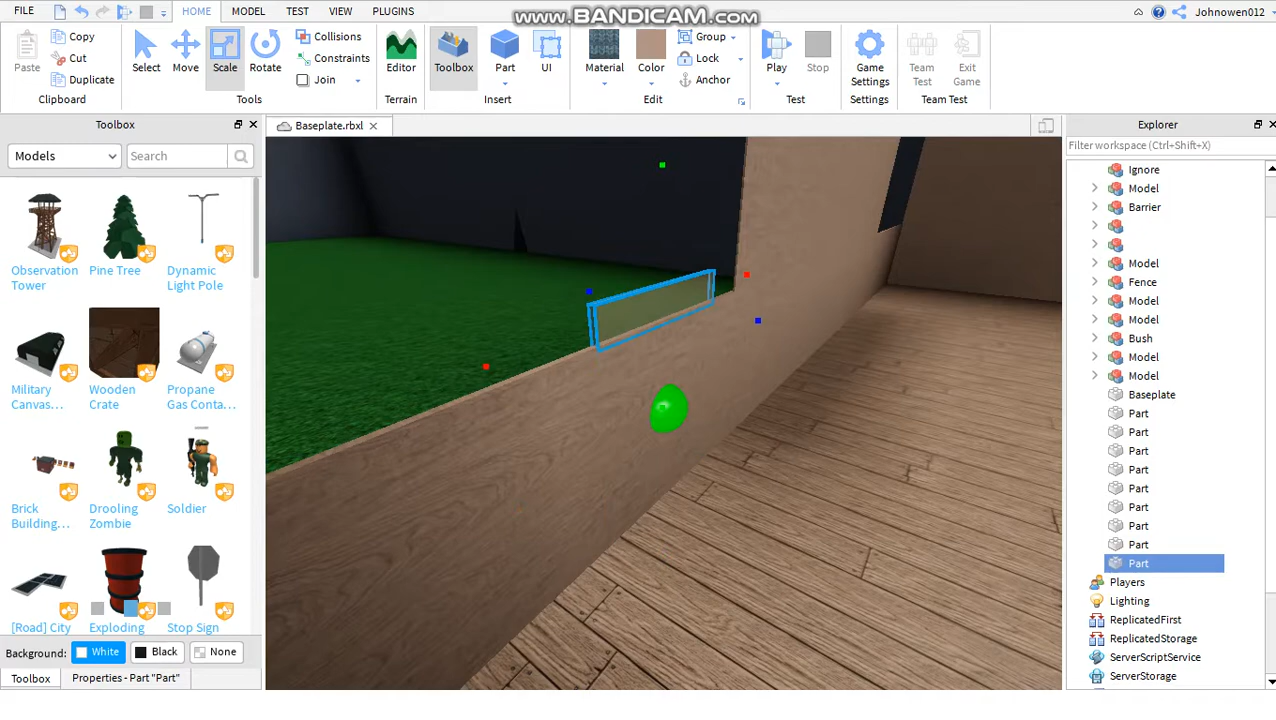 www.BANDICAM.com
FILE HOME MODEL TEST VIEW PLUGINS Johnowen012
Paste Copy Cut Duplicate Select Move Scale Rotate Collisions Constraints Join Editor Toolbox Part UI Material Color Group Lock Anchor Play Stop Game Settings Team Test Exit Game
Clipboard Tools Terrain Insert Edit Test Settings Team Test
Toolbox
Models Search
Observation Tower
Pine Tree
Dynamic Light Pole
Military Canvas...
Wooden Crate
Propane Gas Conta...
Brick Building...
Drooling Zombie
Soldier
[Road] City
Exploding
Stop Sign
Background: White Black None
Toolbox Properties - Part "Part"
Baseplate.rbxl
Explorer
Filter workspace (Ctrl+Shift+X)
Ignore
Model
Barrier
Model
Fence
Model
Model
Bush
Model
Model
Baseplate
Part
Part
Part
Part
Part
Part
Part
Part
Part
Players
Lighting
ReplicatedFirst
ReplicatedStorage
ServerScriptService
ServerStorage